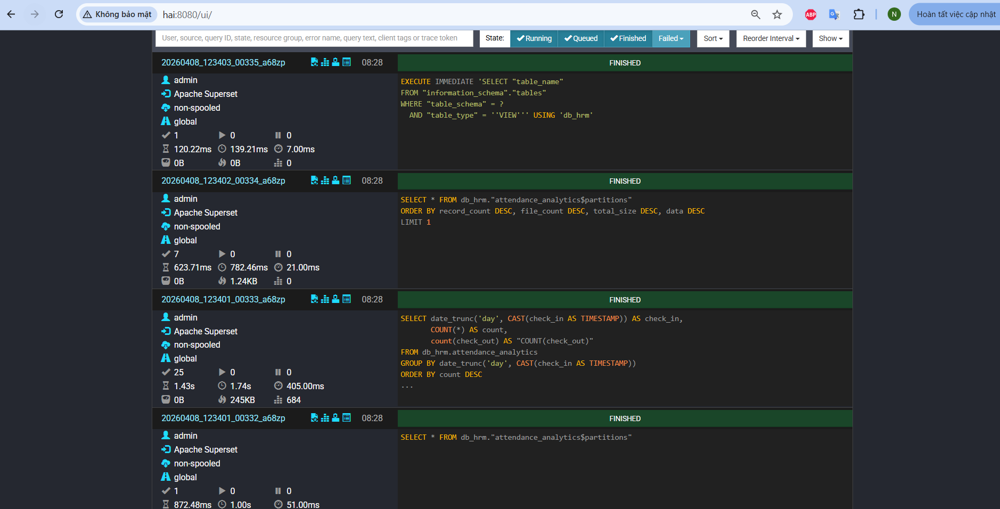 Không bảo mật hai:8080/ui/ ABP G N Hoàn tất việc cập nhật
User, source, query ID, state, resource group, error name, query text, client tags or trace token State: Running Queued Finished Failed Sort Reorder Interval Show
20260408_123403_00335_a68zp 08:28 FINISHED
admin
Apache Superset
non-spooled
global
1 0 0
120.22ms 139.21ms 7.00ms
0B 0B 0
EXECUTE IMMEDIATE 'SELECT "table_name"
FROM "information_schema"."tables"
WHERE "table_schema" = ?
AND "table_type" = ''VIEW''' USING 'db_hrm'
20260408_123402_00334_a68zp 08:28 FINISHED
admin
Apache Superset
non-spooled
global
7 0 0
623.71ms 782.46ms 21.00ms
0B 1.24KB 0
SELECT * FROM db_hrm."attendance_analytics$partitions"
ORDER BY record_count DESC, file_count DESC, total_size DESC, data DESC
LIMIT 1
20260408_123401_00333_a68zp 08:28 FINISHED
admin
Apache Superset
non-spooled
global
25 0 0
1.43s 1.74s 405.00ms
0B 245KB 684
SELECT date_trunc('day', CAST(check_in AS TIMESTAMP)) AS check_in,
COUNT(*) AS count,
count(check_out) AS "COUNT(check_out)"
FROM db_hrm.attendance_analytics
GROUP BY date_trunc('day', CAST(check_in AS TIMESTAMP))
ORDER BY count DESC
...
20260408_123401_00332_a68zp 08:28 FINISHED
admin
Apache Superset
non-spooled
global
1 0 0
872.48ms 1.00s 51.00ms
SELECT * FROM db_hrm."attendance_analytics$partitions"